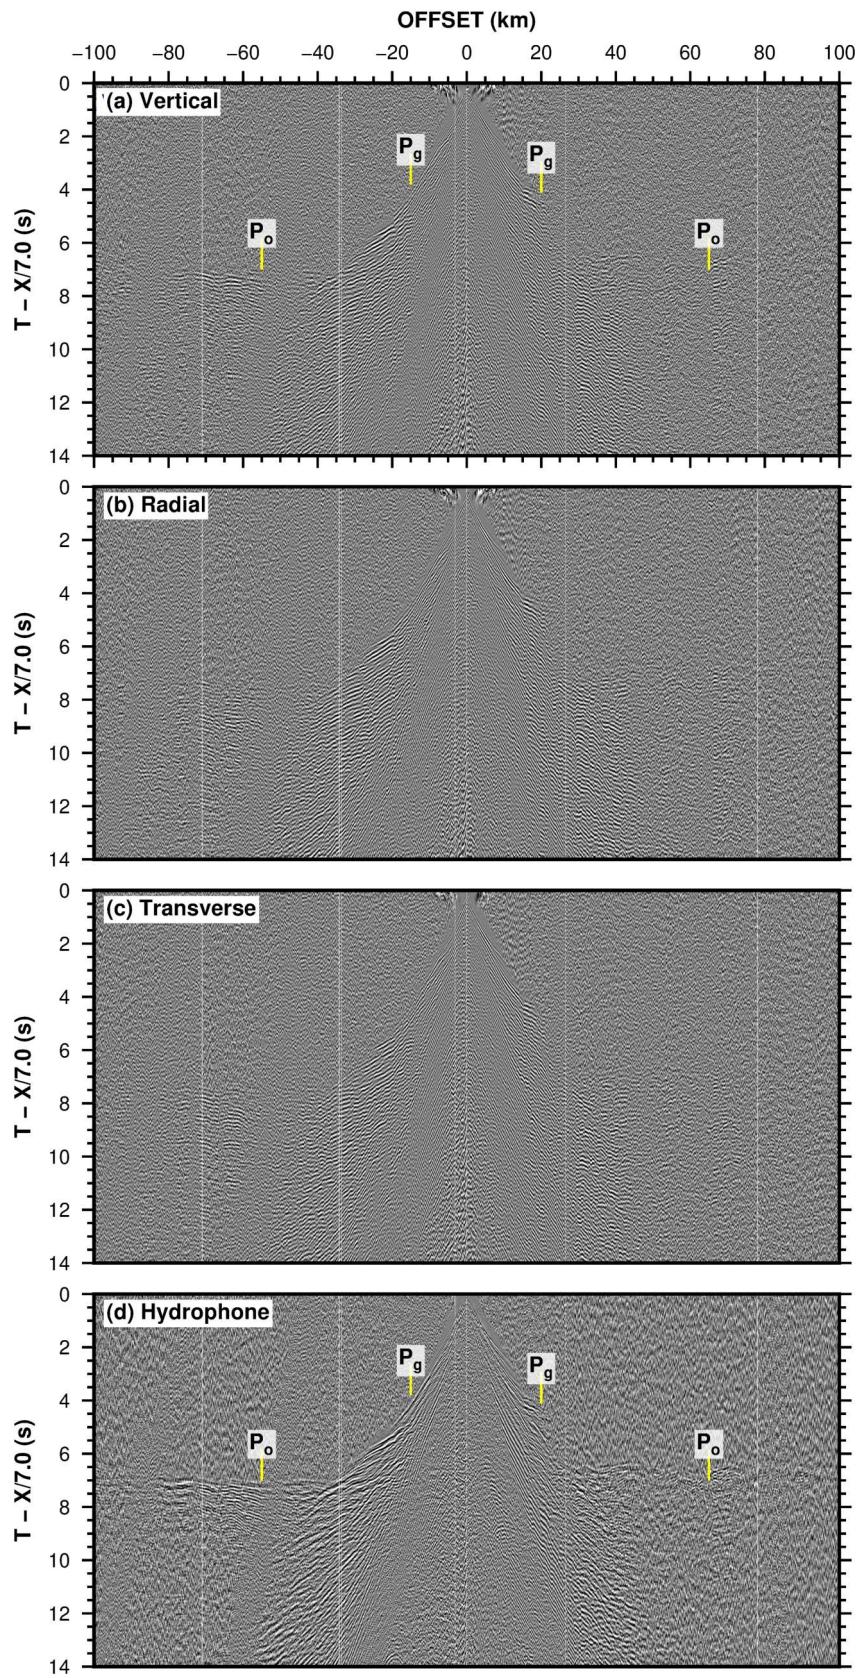 OFFSET (km)
−100 −80 −60 −40 −20 0 20 40 60 80 100
(a) Vertical
0
2
4
6
8
10
12
14
T − X/7.0 (s)
Pg
Pg
Po
Po
(b) Radial
0
2
4
6
8
10
12
14
T − X/7.0 (s)
(c) Transverse
0
2
4
6
8
10
12
14
T − X/7.0 (s)
(d) Hydrophone
0
2
4
6
8
10
12
14
T − X/7.0 (s)
Pg
Pg
Po
Po